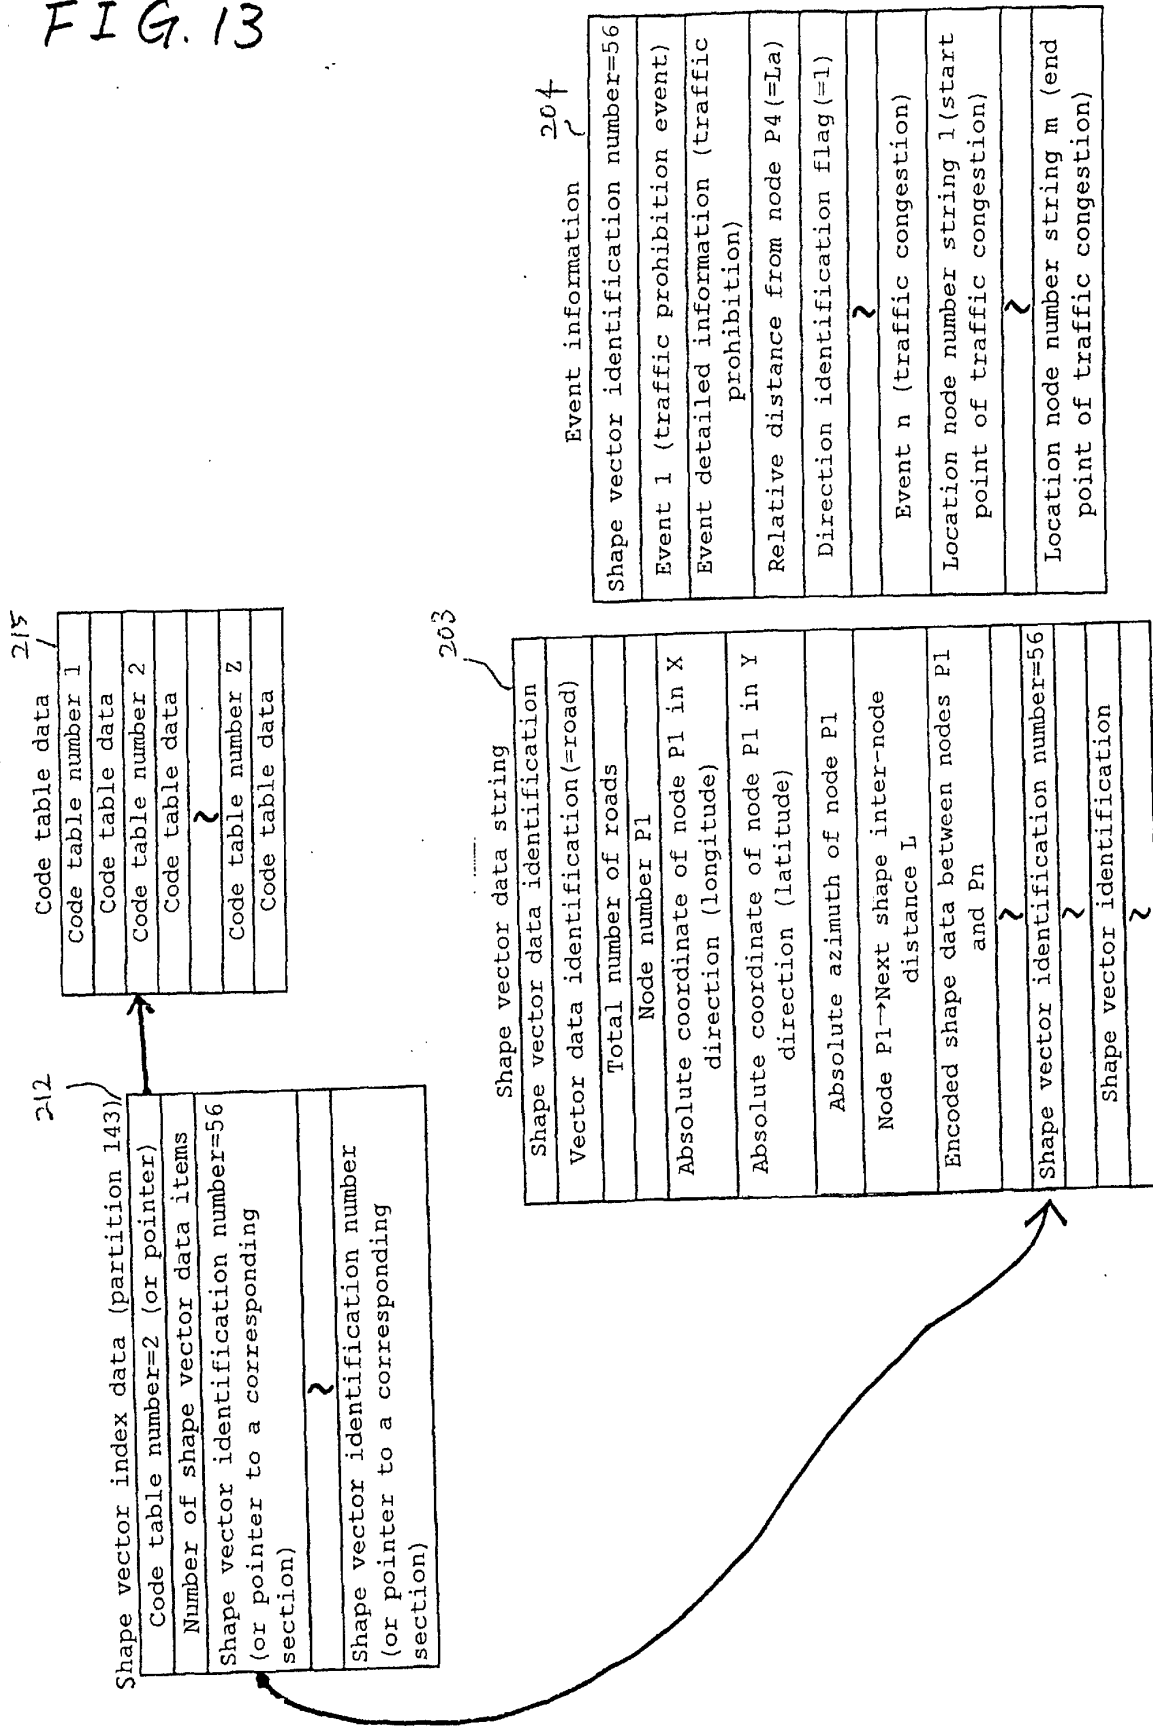 FIG. 13
Shape vector index data (partition 143)
212
Code table number=2 (or pointer)
Number of shape vector data items
Shape vector identification number=56
(or pointer to a corresponding
section)
~
Shape vector identification number
(or pointer to a corresponding
section)
Code table data
215
Code table number 1
Code table data
Code table number 2
Code table data
~
Code table number Z
Code table data
Shape vector data string
203
Shape vector data identification
Vector data identification(=road)
Total number of roads
Node number P1
Absolute coordinate of node P1 in X
direction (longitude)
Absolute coordinate of node P1 in Y
direction (latitude)
Absolute azimuth of node P1
Node P1→Next shape inter-node
distance L
Encoded shape data between nodes P1
and Pn
~
Shape vector identification number=56
~
Shape vector identification
~
Event information
204
Shape vector identification number=56
Event 1 (traffic prohibition event)
Event detailed information (traffic
prohibition)
Relative distance from node P4(=La)
Direction identification flag(=1)
~
Event n (traffic congestion)
Location node number string l(start
point of traffic congestion)
~
Location node number string m (end
point of traffic congestion)